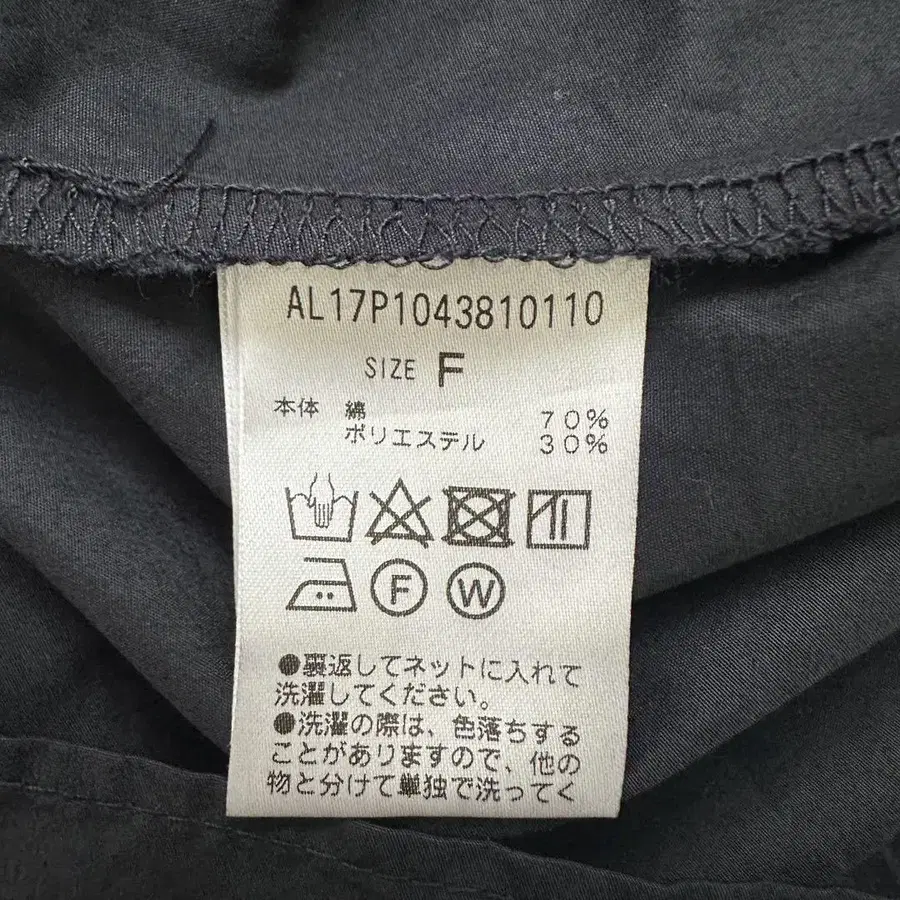 AL17P1043810110
SIZE F
本体 綿 70%
ポリエステル 30%
F W
●裏返してネットに入れて
洗濯してください。
●洗濯の際は、色落ちする
ことがありますので、他の
物と分けて単独で洗ってく